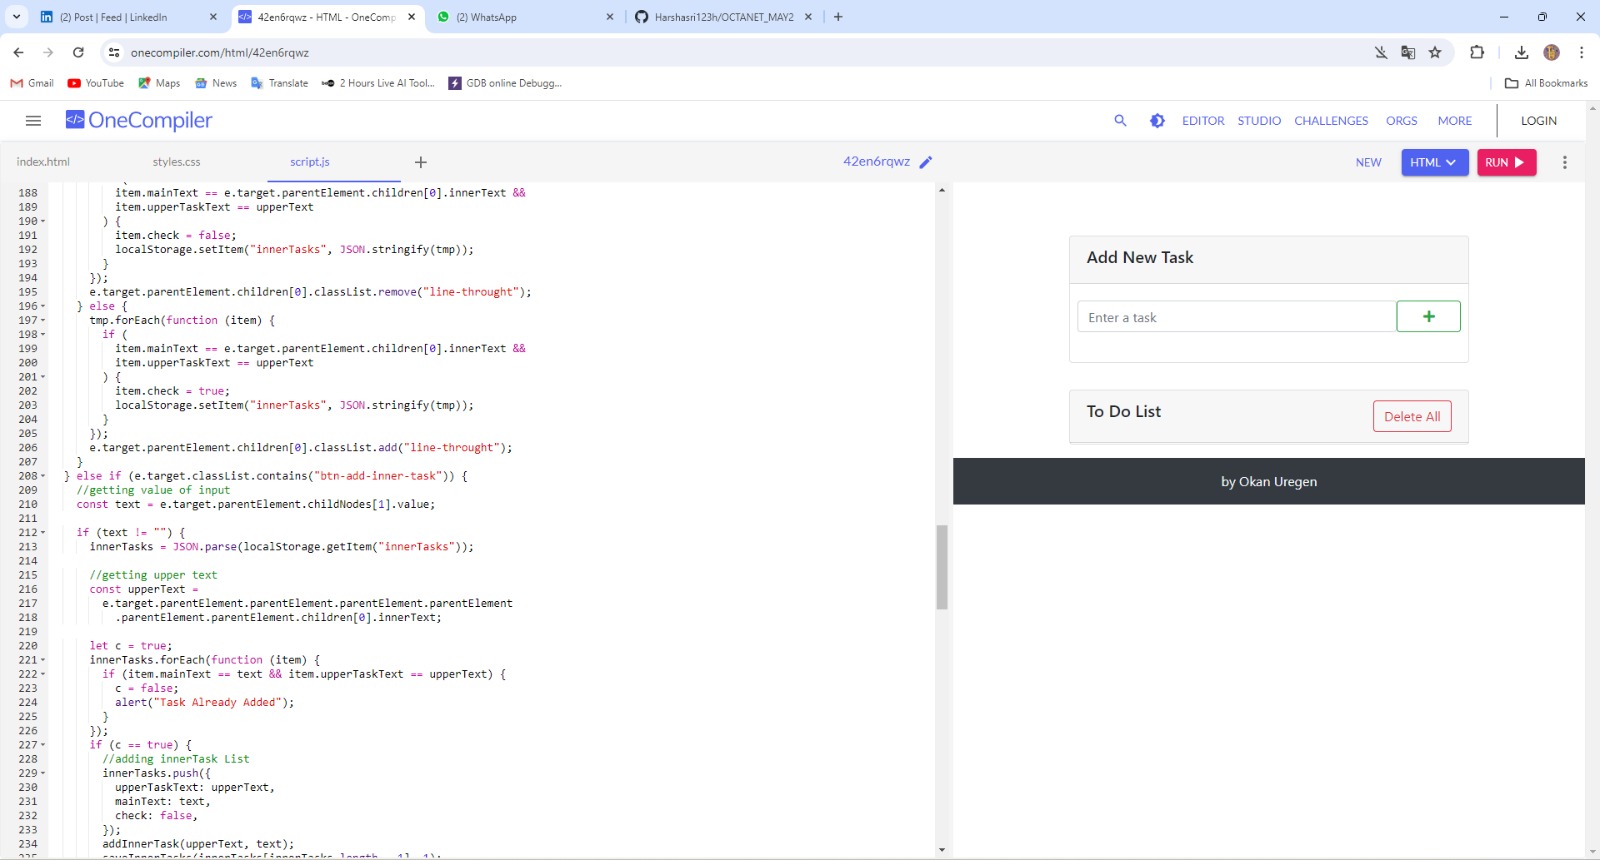 (2) Post | Feed | LinkedIn
42en6rqwz - HTML - OneComp
(2) WhatsApp
Harshasri123h/OCTANET_MAY2
onecompiler.com/html/42en6rqwz
Gmail
YouTube
Maps
News
Translate
2 Hours Live AI Tool...
GDB online Debugg...
All Bookmarks
OneCompiler
EDITOR
STUDIO
CHALLENGES
ORGS
MORE
LOGIN
index.html
styles.css
script.js
42en6rqwz
NEW
HTML
RUN
188 item.mainText == e.target.parentElement.children[0].innerText &&
189 item.upperTaskText == upperText
190 ) {
191 item.check = false;
192 localStorage.setItem("innerTasks", JSON.stringify(tmp));
193 }
194 });
195 e.target.parentElement.children[0].classList.remove("line-throught");
196 } else {
197 tmp.forEach(function (item) {
198 if (
199 item.mainText == e.target.parentElement.children[0].innerText &&
200 item.upperTaskText == upperText
201 ) {
202 item.check = true;
203 localStorage.setItem("innerTasks", JSON.stringify(tmp));
204 }
205 });
206 e.target.parentElement.children[0].classList.add("line-throught");
207 }
208 } else if (e.target.classList.contains("btn-add-inner-task")) {
209 //getting value of input
210 const text = e.target.parentElement.childNodes[1].value;
211
212 if (text != "") {
213 innerTasks = JSON.parse(localStorage.getItem("innerTasks"));
214
215 //getting upper text
216 const upperText =
217 e.target.parentElement.parentElement.parentElement.parentElement
218 .parentElement.parentElement.children[0].innerText;
219
220 let c = true;
221 innerTasks.forEach(function (item) {
222 if (item.mainText == text && item.upperTaskText == upperText) {
223 c = false;
224 alert("Task Already Added");
225 }
226 });
227 if (c == true) {
228 //adding innerTask List
229 innerTasks.push({
230 upperTaskText: upperText,
231 mainText: text,
232 check: false,
233 });
234 addInnerTask(upperText, text);
Add New Task
Enter a task
+
To Do List
Delete All
by Okan Uregen